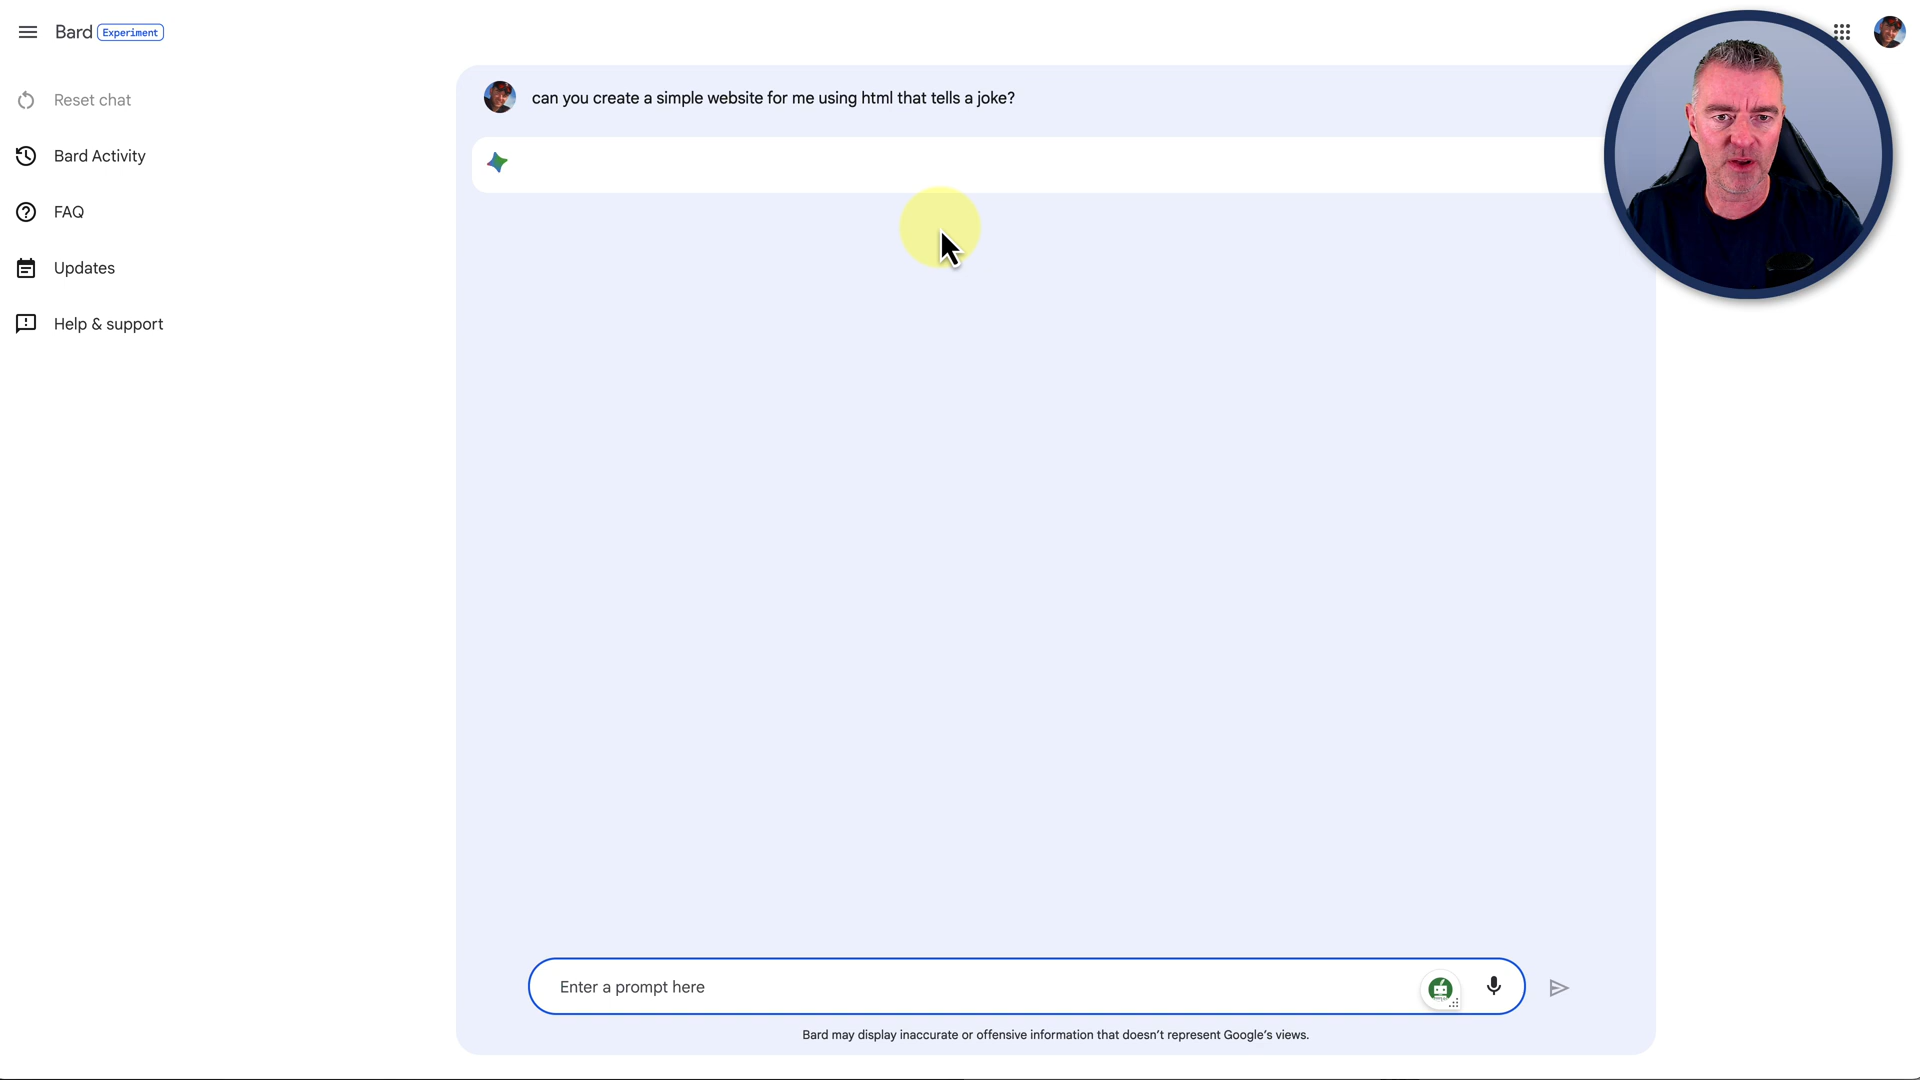 Bard Experiment
Reset chat
Bard Activity
FAQ
Updates
Help & support
can you create a simple website for me using html that tells a joke?
Enter a prompt here
Bard may display inaccurate or offensive information that doesn't represent Google's views.